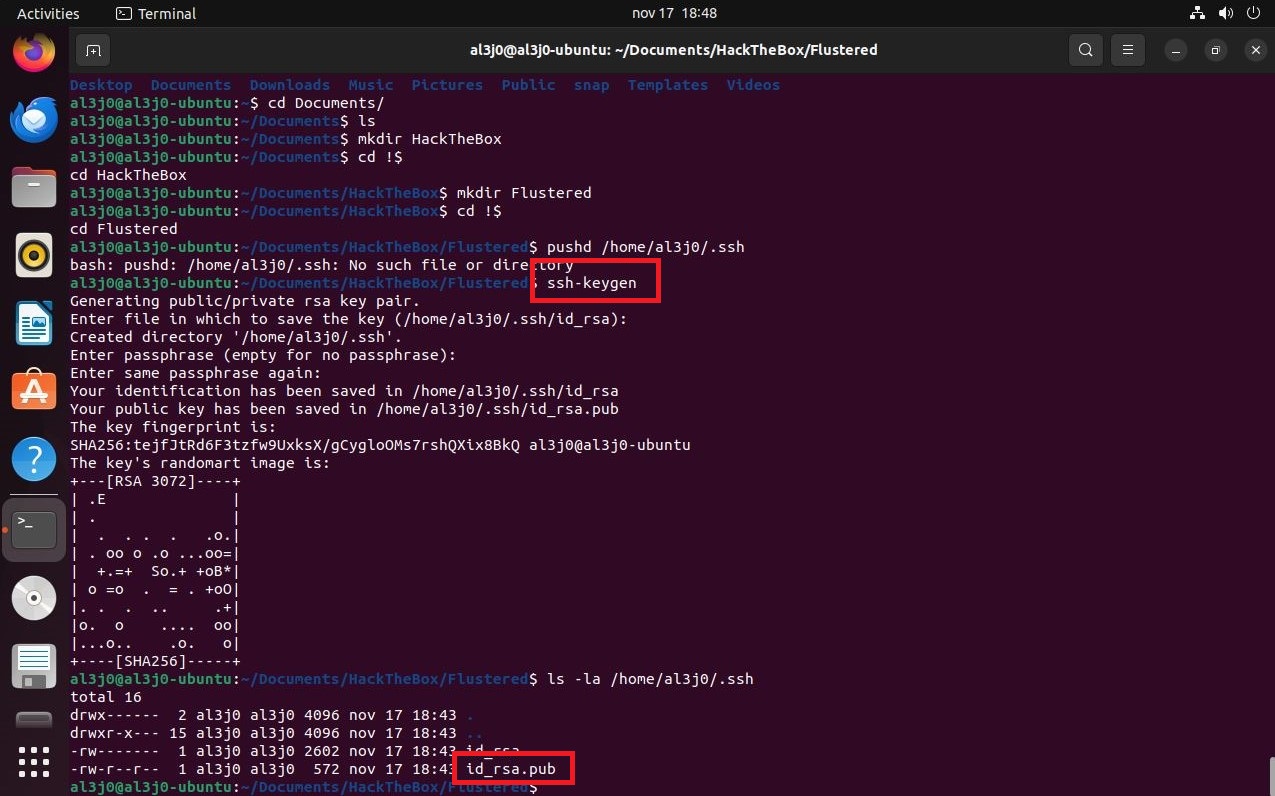 Activities Terminal nov 17 18:48
al3j0@al3j0-ubuntu: ~/Documents/HackTheBox/Flustered
Desktop Documents Downloads Music Pictures Public snap Templates Videos
al3j0@al3j0-ubuntu:~$ cd Documents/
al3j0@al3j0-ubuntu:~/Documents$ ls
al3j0@al3j0-ubuntu:~/Documents$ mkdir HackTheBox
al3j0@al3j0-ubuntu:~/Documents$ cd !$
cd HackTheBox
al3j0@al3j0-ubuntu:~/Documents/HackTheBox$ mkdir Flustered
al3j0@al3j0-ubuntu:~/Documents/HackTheBox$ cd !$
cd Flustered
al3j0@al3j0-ubuntu:~/Documents/HackTheBox/Flustered$ pushd /home/al3j0/.ssh
bash: pushd: /home/al3j0/.ssh: No such file or directory
al3j0@al3j0-ubuntu:~/Documents/HackTheBox/Flustered$ ssh-keygen
Generating public/private rsa key pair.
Enter file in which to save the key (/home/al3j0/.ssh/id_rsa):
Created directory '/home/al3j0/.ssh'.
Enter passphrase (empty for no passphrase):
Enter same passphrase again:
Your identification has been saved in /home/al3j0/.ssh/id_rsa
Your public key has been saved in /home/al3j0/.ssh/id_rsa.pub
The key fingerprint is:
SHA256:tejfJtRd6F3tzfw9UxksX/gCygloOMs7rshQXix8BkQ al3j0@al3j0-ubuntu
The key's randomart image is:
+---[RSA 3072]----+
| .E              |
| .               |
|  .  . .  .   .o.|
| . oo o .o ...oo=|
|  +.=+  So.+ +oB*|
| o =o  .  = . +oO|
|. .  .  ..     .+|
|o.  o    ....  oo|
|...o..    .o.   o|
+----[SHA256]-----+
al3j0@al3j0-ubuntu:~/Documents/HackTheBox/Flustered$ ls -la /home/al3j0/.ssh
total 16
drwx------  2 al3j0 al3j0 4096 nov 17 18:43 .
drwxr-x--- 15 al3j0 al3j0 4096 nov 17 18:43 ..
-rw-------  1 al3j0 al3j0 2602 nov 17 18:43 id_rsa
-rw-r--r--  1 al3j0 al3j0  572 nov 17 18:43 id_rsa.pub
al3j0@al3j0-ubuntu:~/Documents/HackTheBox/Flustered$